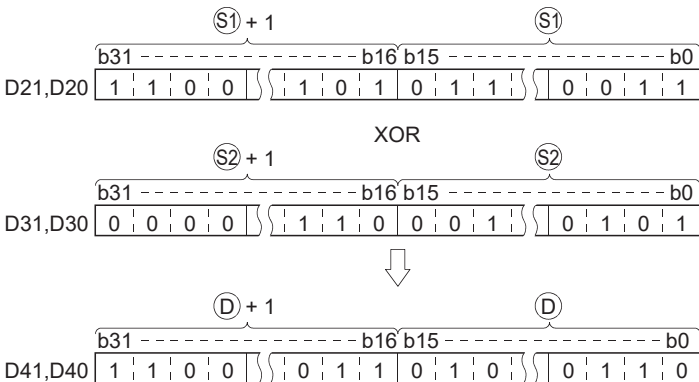 S1 + 1 S1
b31 b16 b15 b0
D21,D20 1 1 0 0 1 0 1 0 1 1 0 0 1 1
XOR
S2 + 1 S2
b31 b16 b15 b0
D31,D30 0 0 0 0 1 1 0 0 0 1 0 1 0 1
D + 1 D
b31 b16 b15 b0
D41,D40 1 1 0 0 0 1 1 0 1 0 0 1 1 0